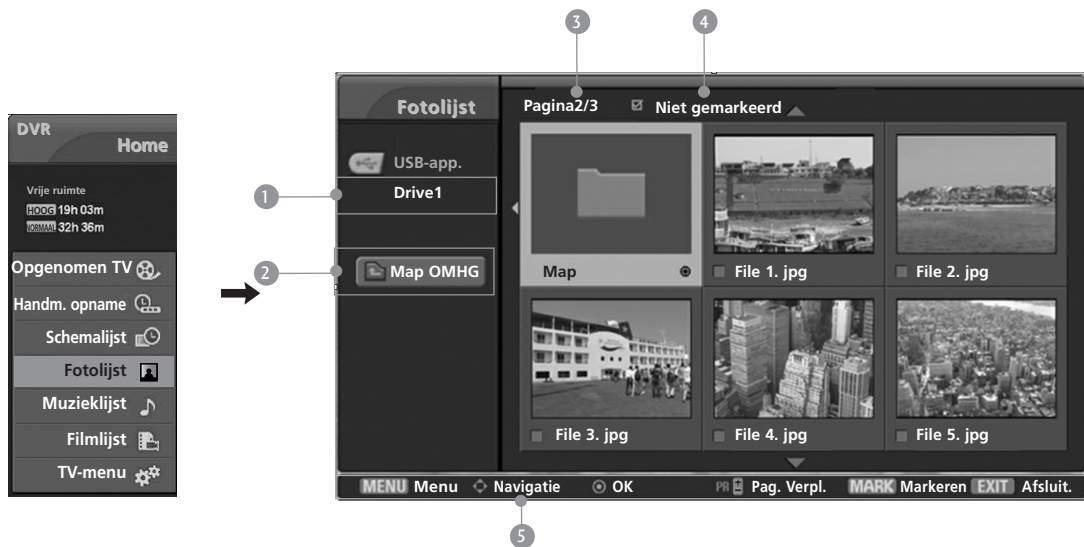 3
4
DVR
Home
Vrije ruimte
HOOG 19h 03m
NORMAAL 32h 36m
Opgenomen TV
Handm. opname
Schemalijst
Fotolijst
Muzieklijst
Filmlijst
TV-menu
Fotolijst
USB-app.
1
Drive1
2
Map OMHG
Pagina2/3
Niet gemarkeerd
Map
File 1. jpg
File 2. jpg
File 3. jpg
File 4. jpg
File 5. jpg
MENU Menu Navigatie OK PR Pag. Verpl. MARK Markeren EXIT Afsluit.
5